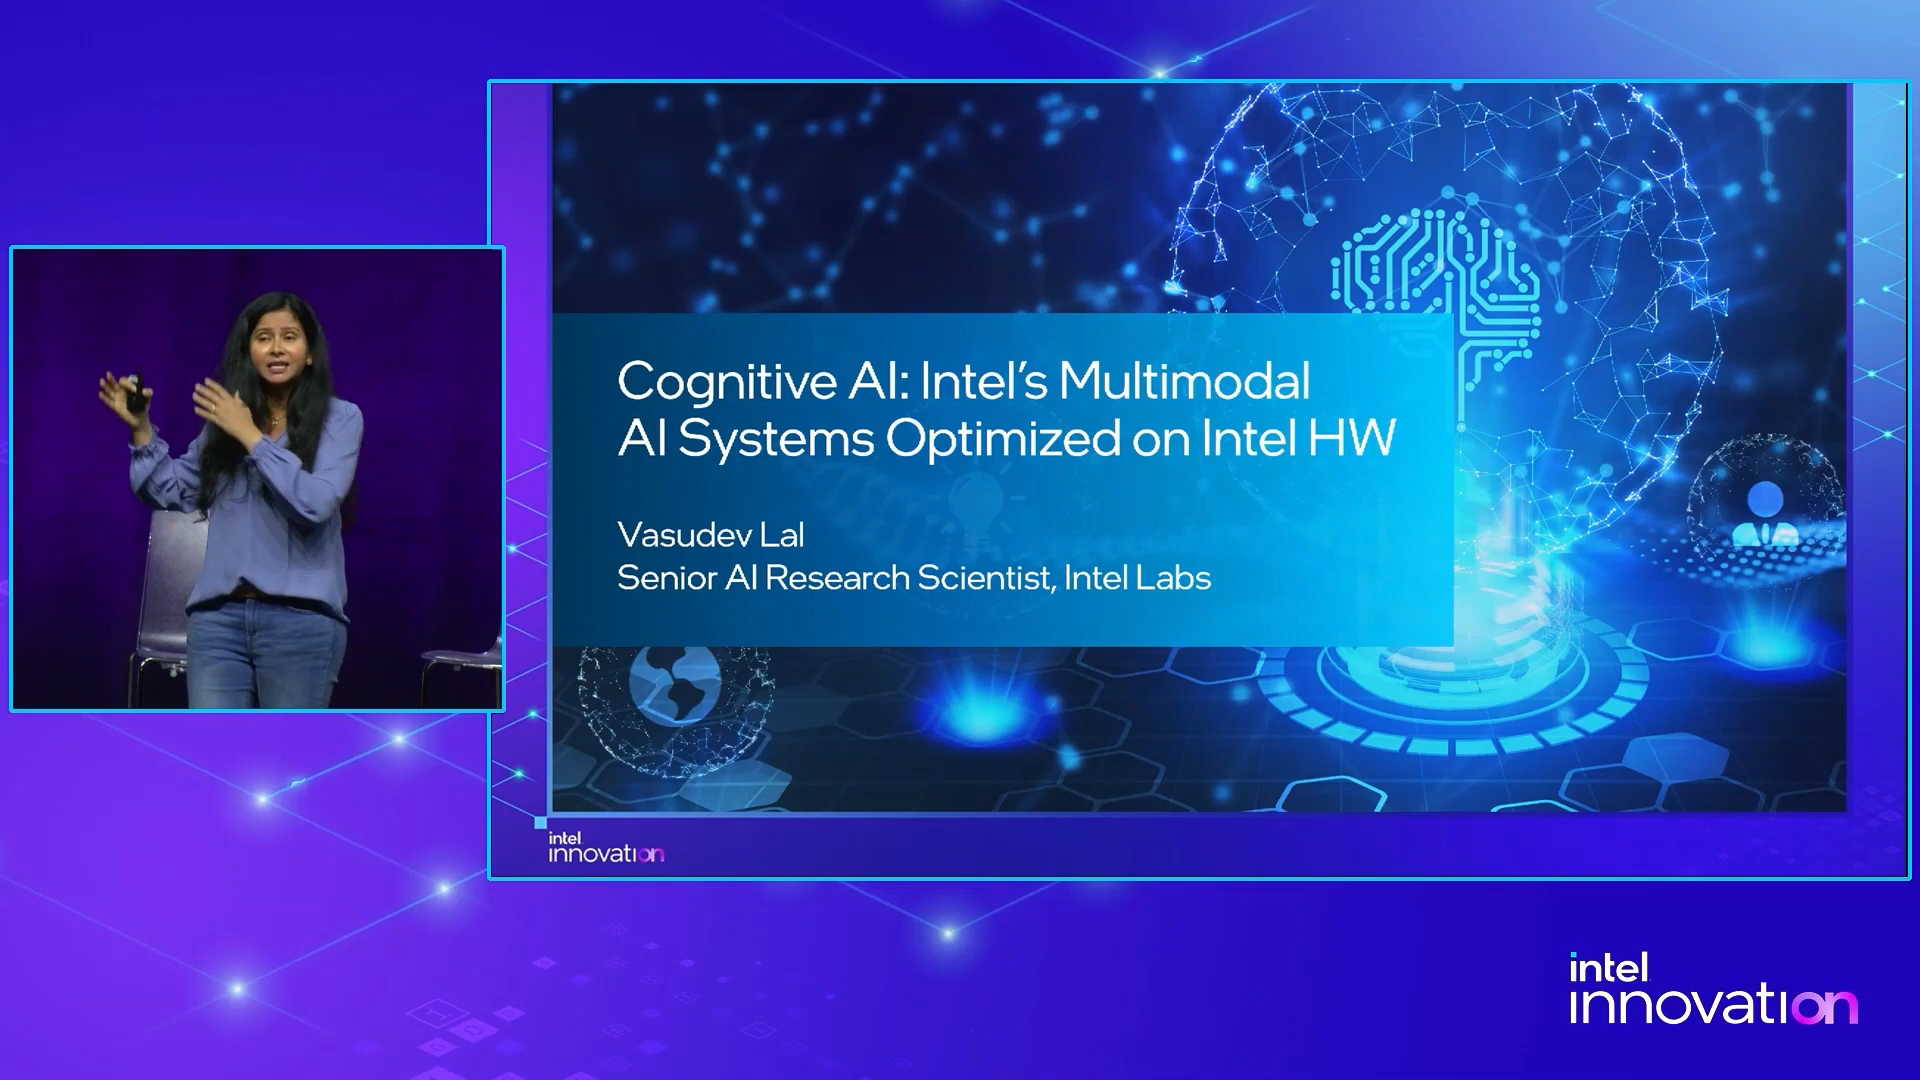 Cognitive AI: Intel's Multimodal
AI Systems Optimized on Intel HW
Vasudev Lal
Senior AI Research Scientist, Intel Labs
intel
innovation
intel
innovation